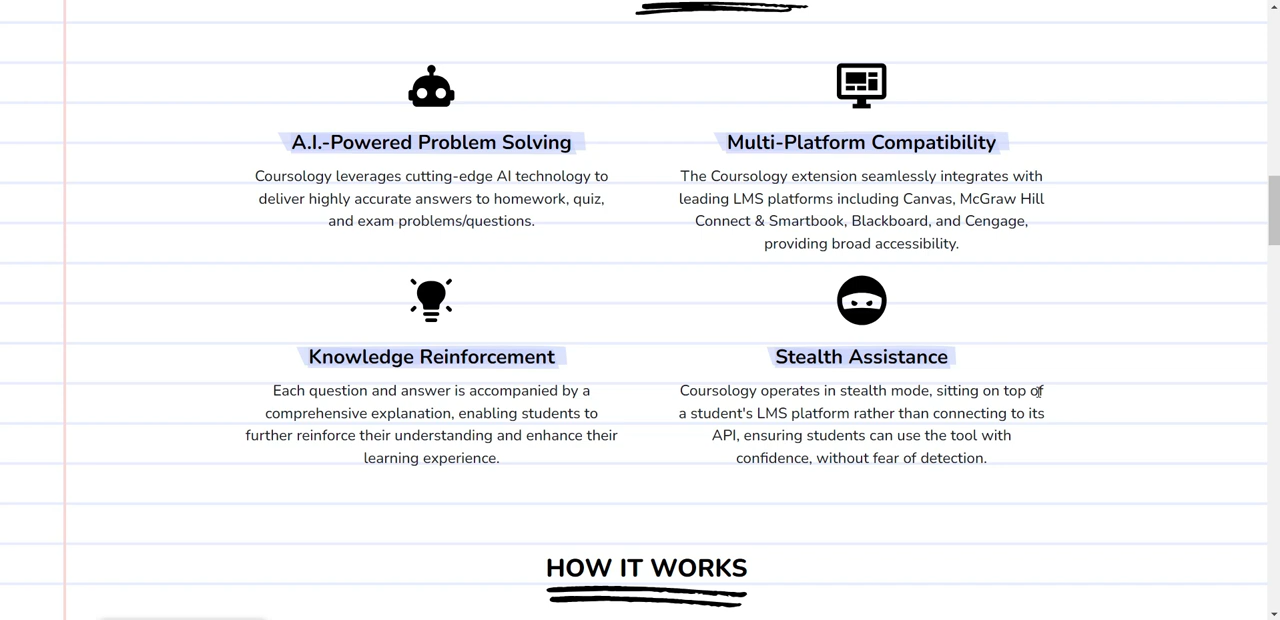 A.I.-Powered Problem Solving
Coursology leverages cutting-edge AI technology to
deliver highly accurate answers to homework, quiz,
and exam problems/questions.
Multi-Platform Compatibility
The Coursology extension seamlessly integrates with
leading LMS platforms including Canvas, McGraw Hill
Connect & Smartbook, Blackboard, and Cengage,
providing broad accessibility.
Knowledge Reinforcement
Each question and answer is accompanied by a
comprehensive explanation, enabling students to
further reinforce their understanding and enhance their
learning experience.
Stealth Assistance
Coursology operates in stealth mode, sitting on top of
a student's LMS platform rather than connecting to its
API, ensuring students can use the tool with
confidence, without fear of detection.
HOW IT WORKS